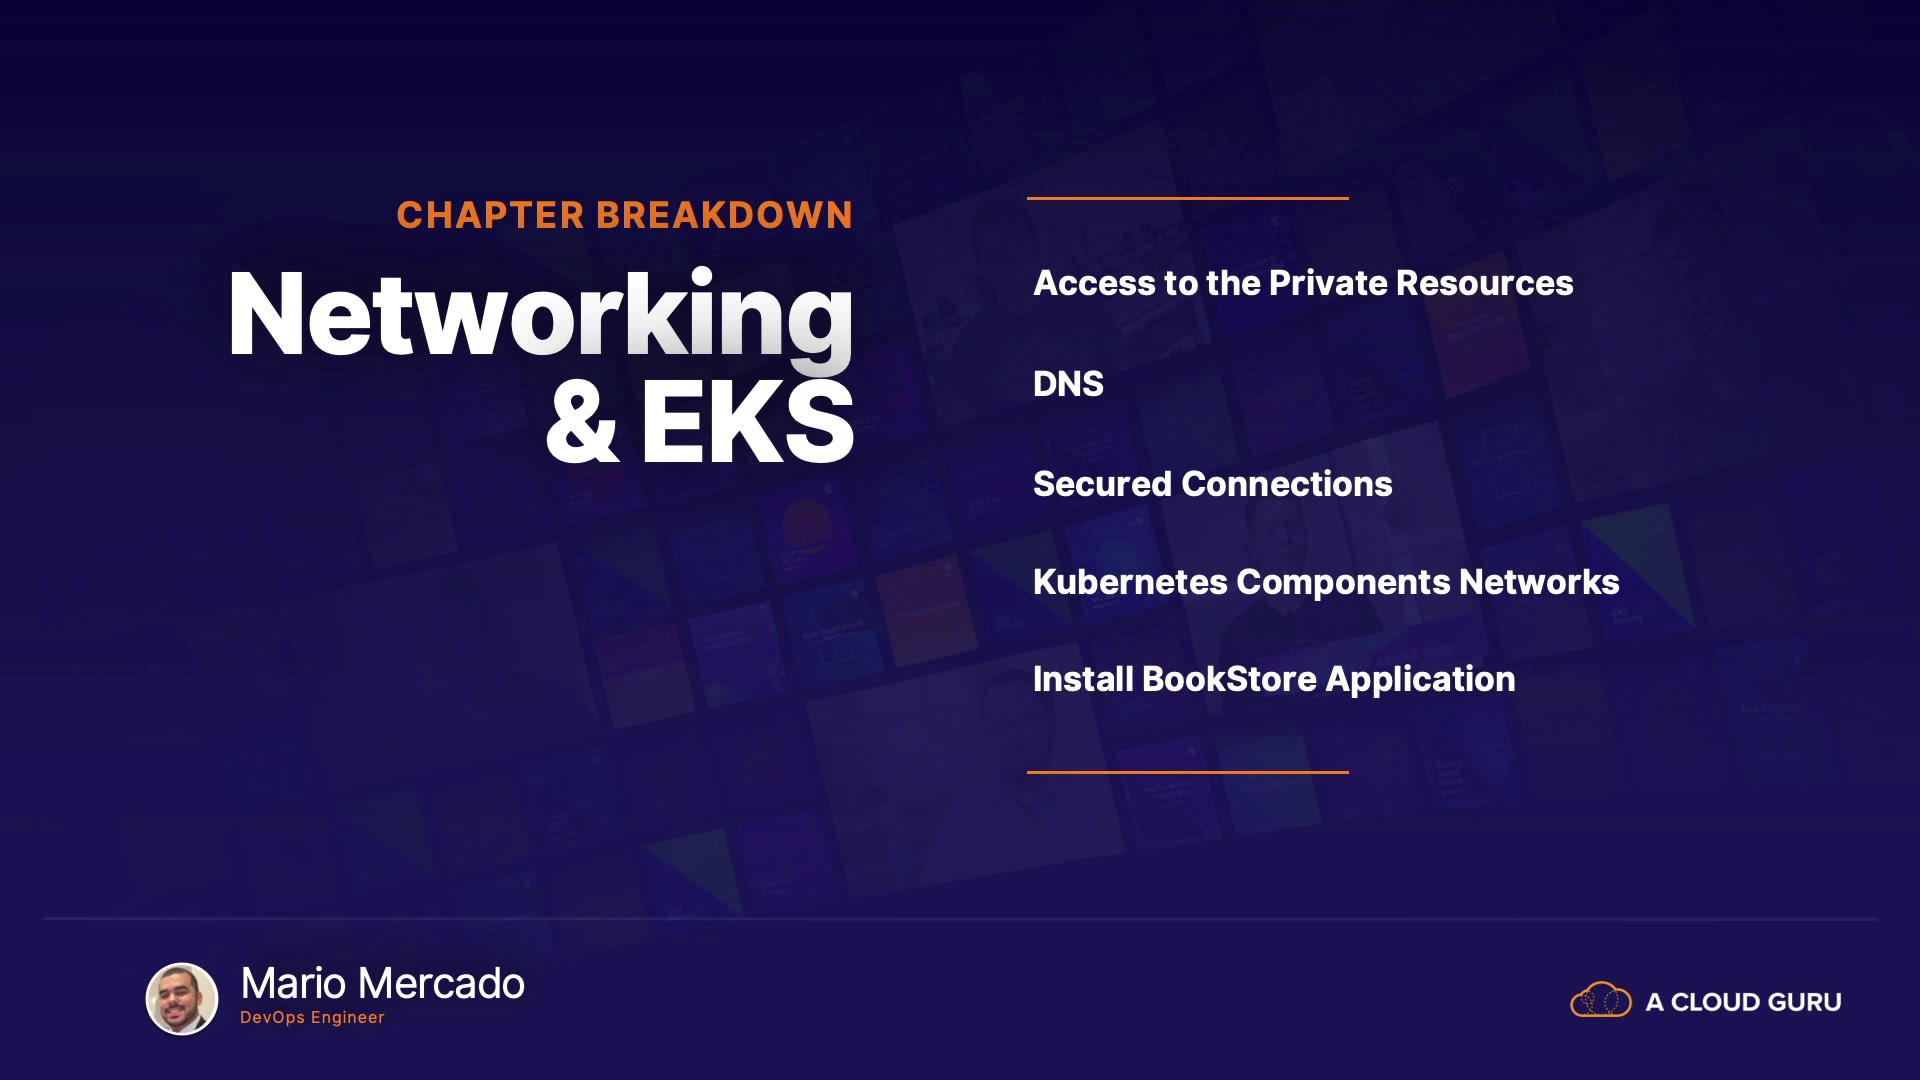 CHAPTER BREAKDOWN
Networking
& EKS
Access to the Private Resources
DNS
Secured Connections
Kubernetes Components Networks
Install BookStore Application
Mario Mercado
DevOps Engineer
A CLOUD GURU